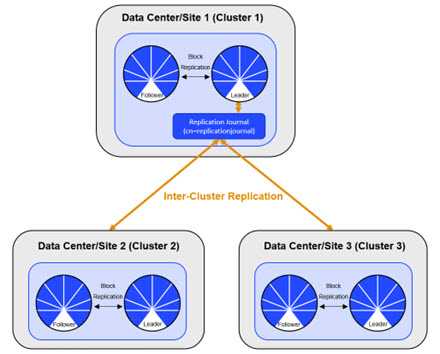 Data Center/Site 1 (Cluster 1)
Block
Replication
Follower
Leader
Replication Journal
(cn=replicationjournal)
Inter-Cluster Replication
Data Center/Site 2 (Cluster 2)
Block
Replication
Follower
Leader
Data Center/Site 3 (Cluster 3)
Block
Replication
Follower
Leader